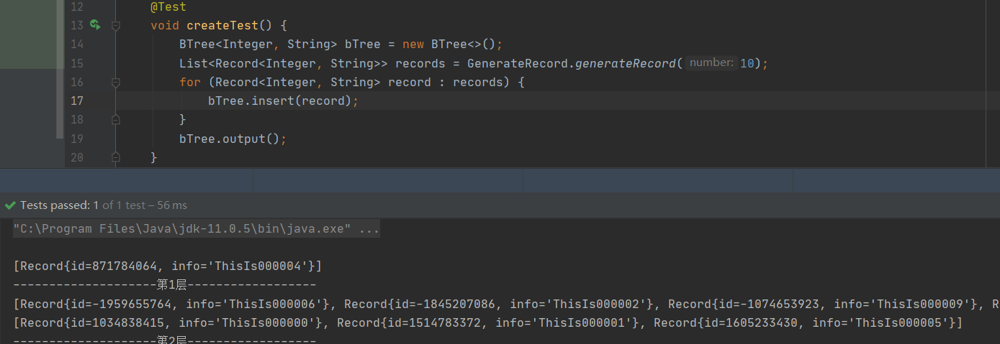 12 @Test
13 void createTest() {
14 BTree<Integer, String> bTree = new BTree<>();
15 List<Record<Integer, String>> records = GenerateRecord.generateRecord( number: 10);
16 for (Record<Integer, String> record : records) {
17 bTree.insert(record);
18 }
19 bTree.output();
20 }
Tests passed: 1 of 1 test – 56 ms
"C:\Program Files\Java\jdk-11.0.5\bin\java.exe" ...
[Record{id=871784064, info='ThisIs000004'}]
--------------------第1层------------------
[Record{id=-1959655764, info='ThisIs000006'}, Record{id=-1845207086, info='ThisIs000002'}, Record{id=-1074653923, info='ThisIs000009'}, R
[Record{id=1034838415, info='ThisIs000000'}, Record{id=1514783372, info='ThisIs000001'}, Record{id=1605233430, info='ThisIs000005'}]
--------------------第2层------------------